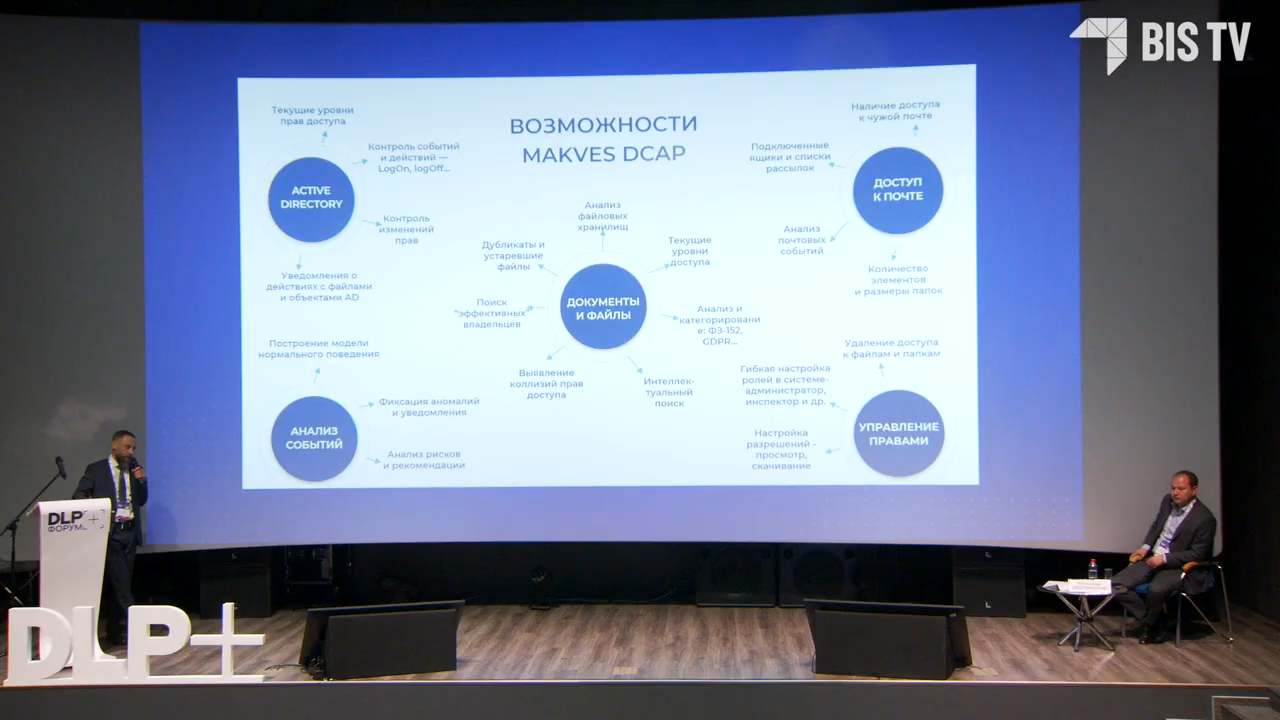 BIS TV
ВОЗМОЖНОСТИ
MAKVES DCAP
Текущие уровни
прав доступа
Контроль событий
и действий —
LogOn, logOff...
ACTIVE
DIRECTORY
Контроль
изменений
прав
Уведомления о
действиях с файлами
и объектами AD
Наличие доступа
к чужой почте
Подключенные
ящики и списки
рассылок
ДОСТУП
К ПОЧТЕ
Анализ
почтовых
событий
Количество
элементов
и размеры папок
Анализ
файловых
хранилищ
Дубликаты и
устаревшие
файлы
Текущие
уровни
доступа
ДОКУМЕНТЫ
И ФАЙЛЫ
Поиск
"эффективных"
владельцев
Анализ и
категорировани
е: ФЗ-152,
GDPR...
Выявление
коллизий прав
доступа
Интеллек-
туальный
поиск
Построение модели
нормального поведения
Фиксация аномалий
и уведомления
АНАЛИЗ
СОБЫТИЙ
Анализ рисков
и рекомендации
Удаление доступа
к файлам и папкам
Гибкая настройка
ролей в системе-
администратор,
инспектор и др.
УПРАВЛЕНИЕ
ПРАВАМИ
Настройка
разрешений -
просмотр,
скачивание
DLP+
ФОРУМ
DLP+